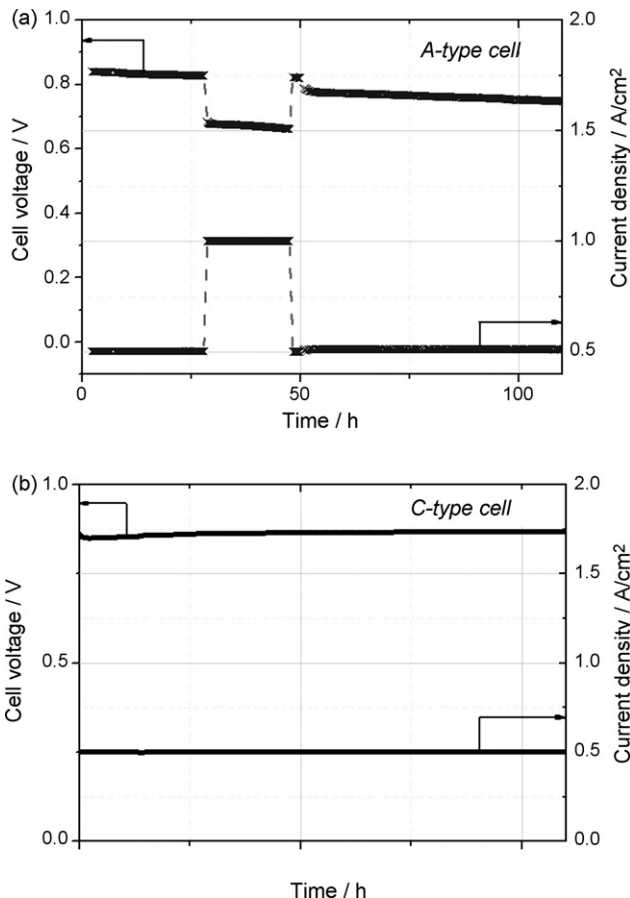 (a)
A-type cell
1.0
0.8
0.6
0.4
0.2
0.0
Cell voltage / V
2.0
1.5
1.0
0.5
Current density / A/cm²
0
50
100
Time / h
(b)
C-type cell
1.0
0.5
0.0
Cell voltage / V
2.0
1.5
1.0
0.5
0.0
Current density / A/cm²
Time / h